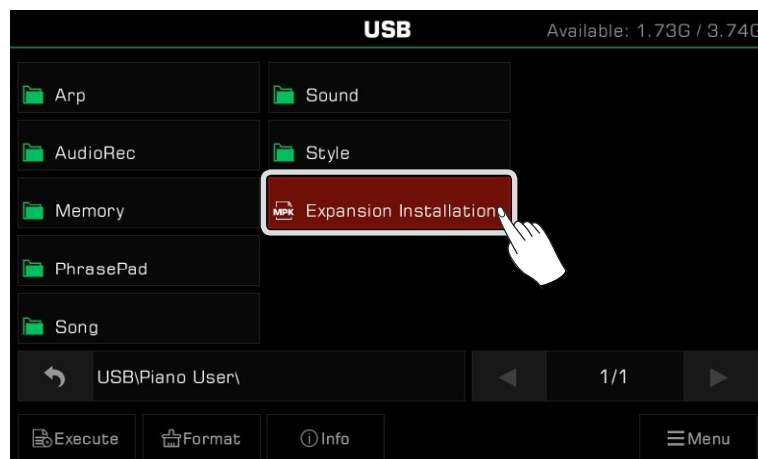 USB
Available: 1.73G / 3.74G
Arp
Sound
AudioRec
Style
Memory
MPK Expansion Installation
PhrasePad
Song
USB\Piano User\
1/1
Execute
Format
Info
Menu